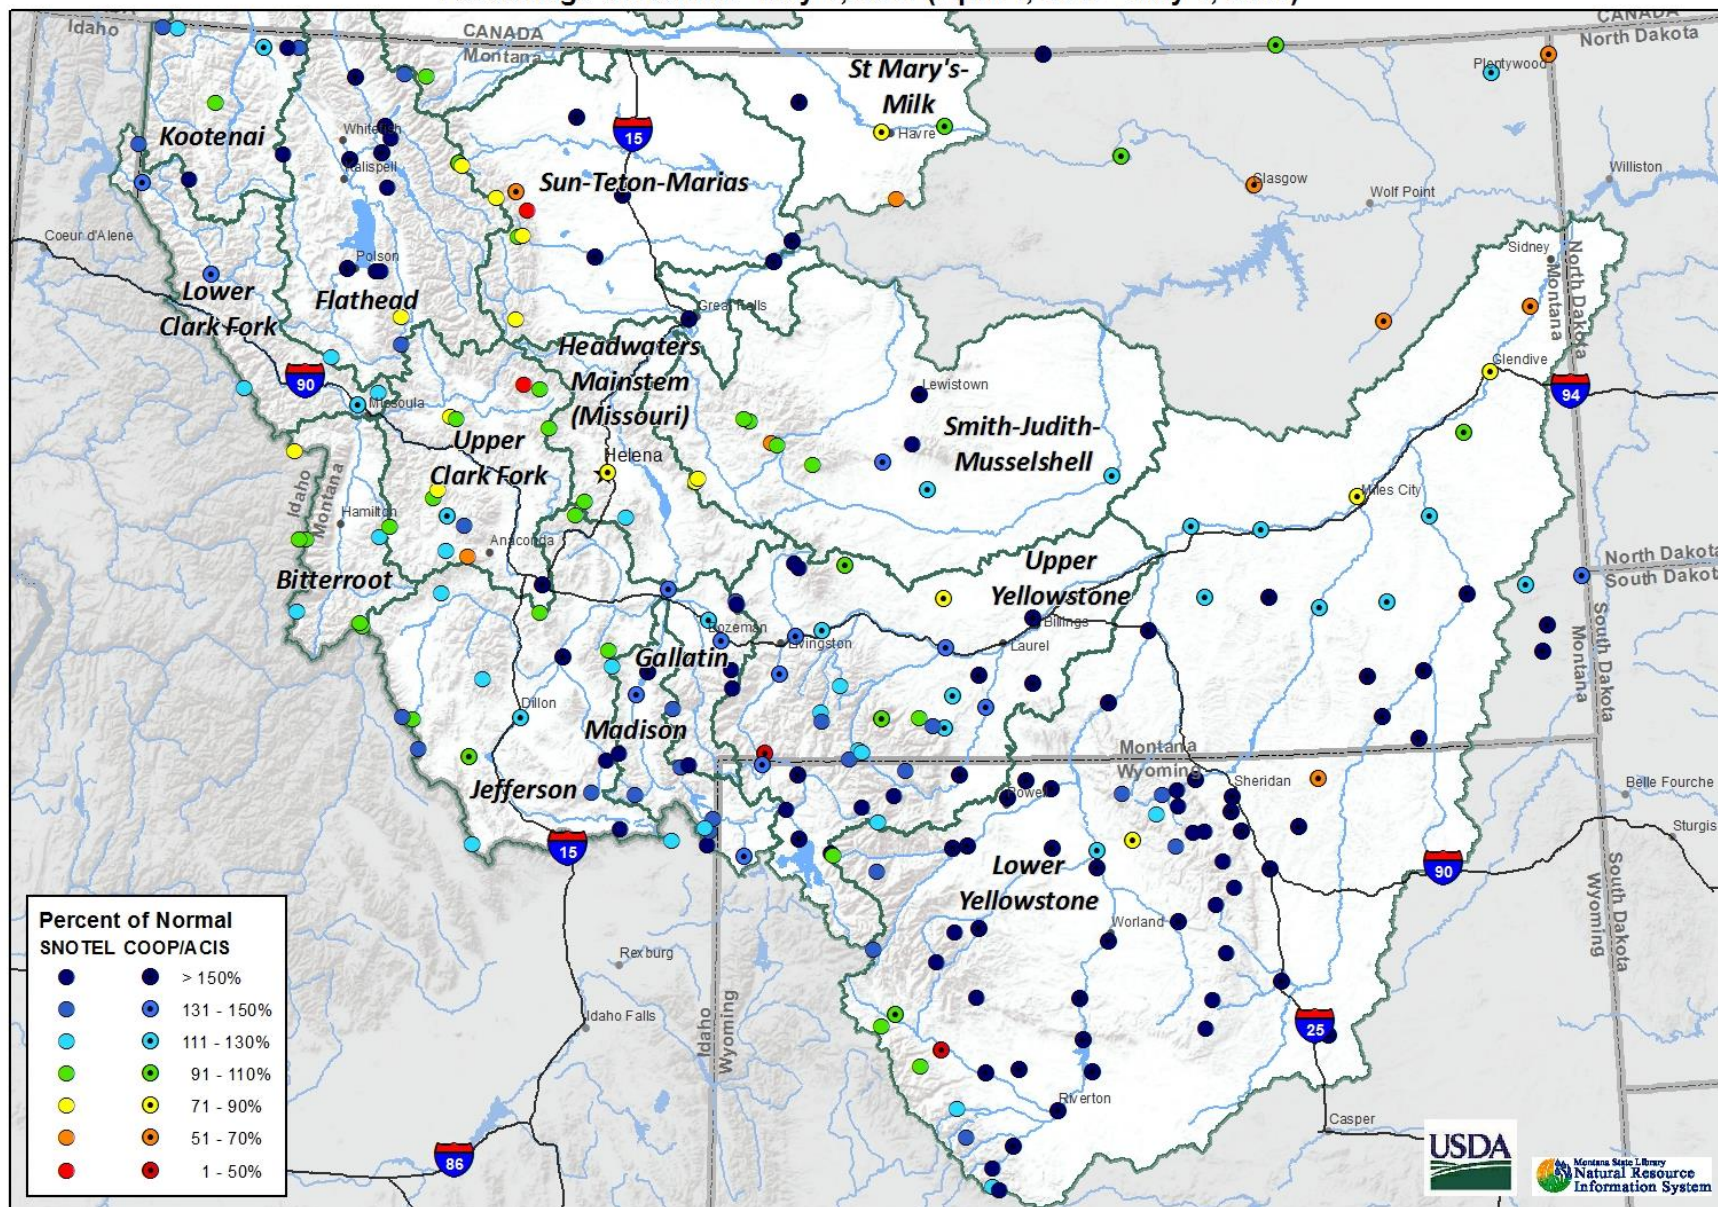 Idaho
CANADA
Montana
CANADA
North Dakota
Plentywood
St Mary's-
Milk
Havre
Kootenai
Whitefish
Kalispell
15
Sun-Teton-Marias
Glasgow
Wolf Point
Williston
Coeur d'Alene
Polson
Sidney
North Dakota
Montana
Lower
Clark Fork
Flathead
Great Falls
Headwaters
Mainstem
(Missouri)
Glendive
90
Missoula
Lewistown
94
Smith-Judith-
Musselshell
Upper
Clark Fork
Helena
Idaho
Montana
Hamilton
Miles City
Anaconda
Bitterroot
Upper
Yellowstone
North Dakota
South Dakota
Billings
Bozeman
Livingston
Laurel
Gallatin
South Dakota
Montana
Dillon
Madison
Montana
Wyoming
Jefferson
Powell
Sheridan
Belle Fourche
Sturgis
15
Lower
Yellowstone
90
South Dakota
Wyoming
Worland
Rexburg
Idaho Falls
Idaho
Wyoming
25
Riverton
Casper
86
Percent of Normal
SNOTEL COOP/ACIS
> 150%
131 - 150%
111 - 130%
91 - 110%
71 - 90%
51 - 70%
1 - 50%
USDA
Montana State Library
Natural Resource
Information System